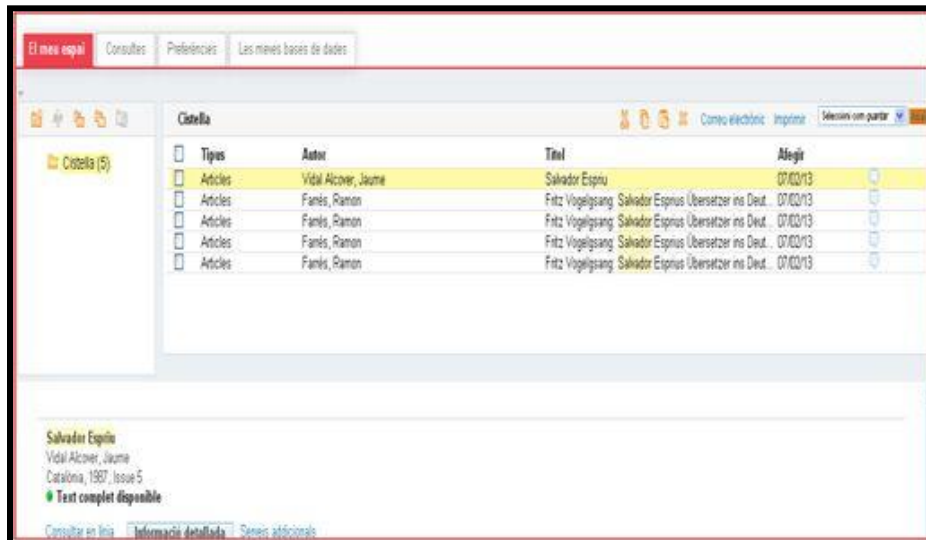 El meu espai Consultes Preferències Les meves bases de dades
Cistella Correu electrònic Imprimir Seleccioni com guardar
Cistella (5)
Tipus Autor Títol Afegir
Articles Vidal Alcover, Jaume Salvador Espriu 07/02/13
Articles Farrés, Ramon Fritz Vogelgsang: Salvador Esprius Übersetzer ins Deut... 07/02/13
Articles Farrés, Ramon Fritz Vogelgsang: Salvador Esprius Übersetzer ins Deut... 07/02/13
Articles Farrés, Ramon Fritz Vogelgsang: Salvador Esprius Übersetzer ins Deut... 07/02/13
Articles Farrés, Ramon Fritz Vogelgsang: Salvador Esprius Übersetzer ins Deut... 07/02/13
Salvador Espriu
Vidal Alcover, Jaume
Catalònia, 1987, Issue 5
Text complet disponible
Consultar en línia Informació detallada Serveis addicionals